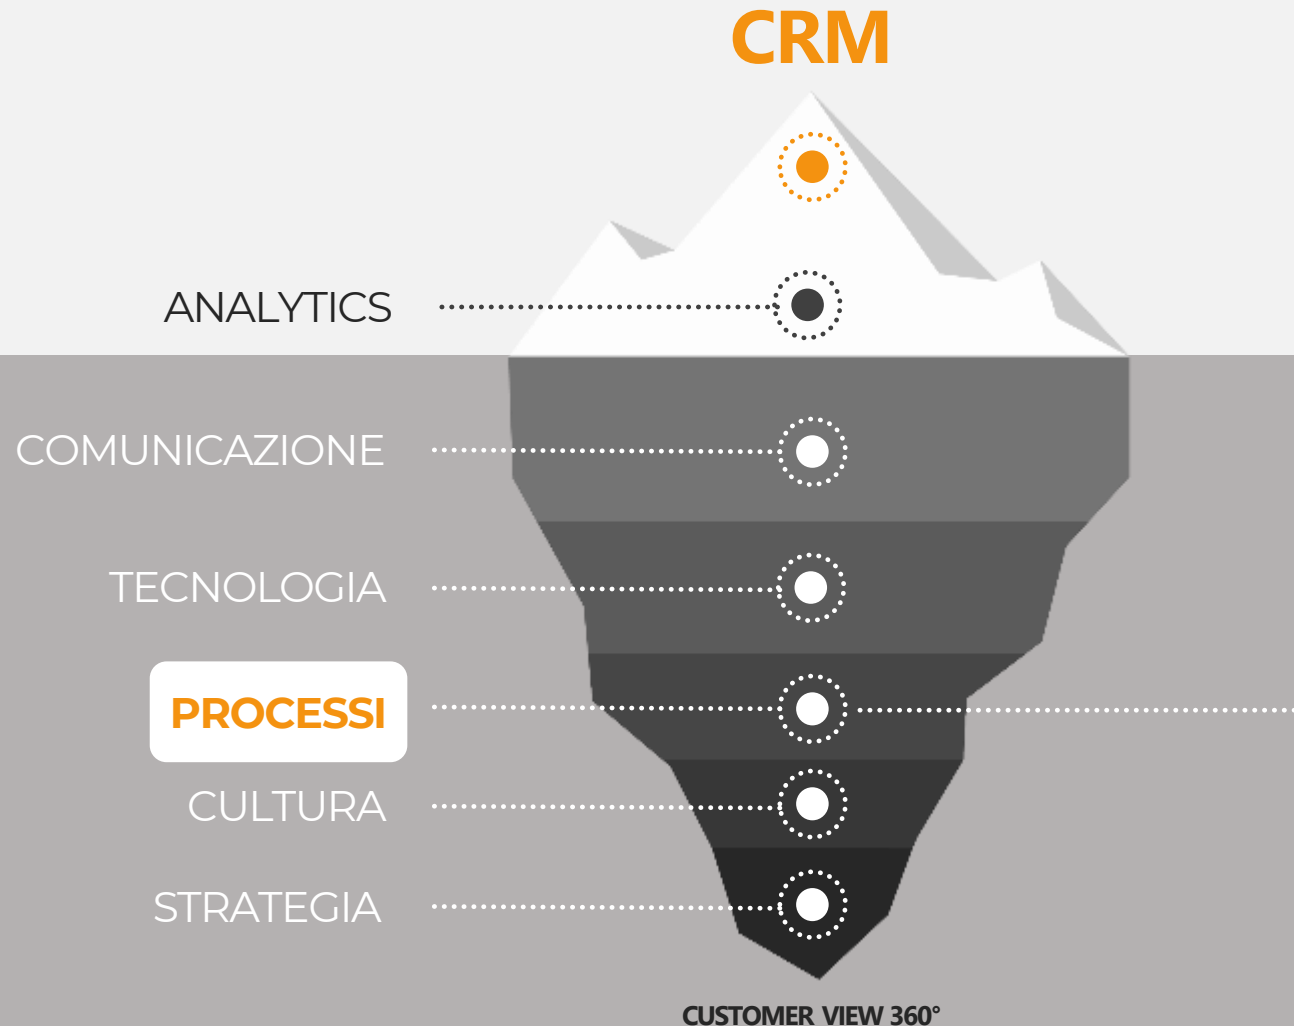 CRM
ANALYTICS
COMUNICAZIONE
TECNOLOGIA
PROCESSI
CULTURA
STRATEGIA
CUSTOMER VIEW 360°